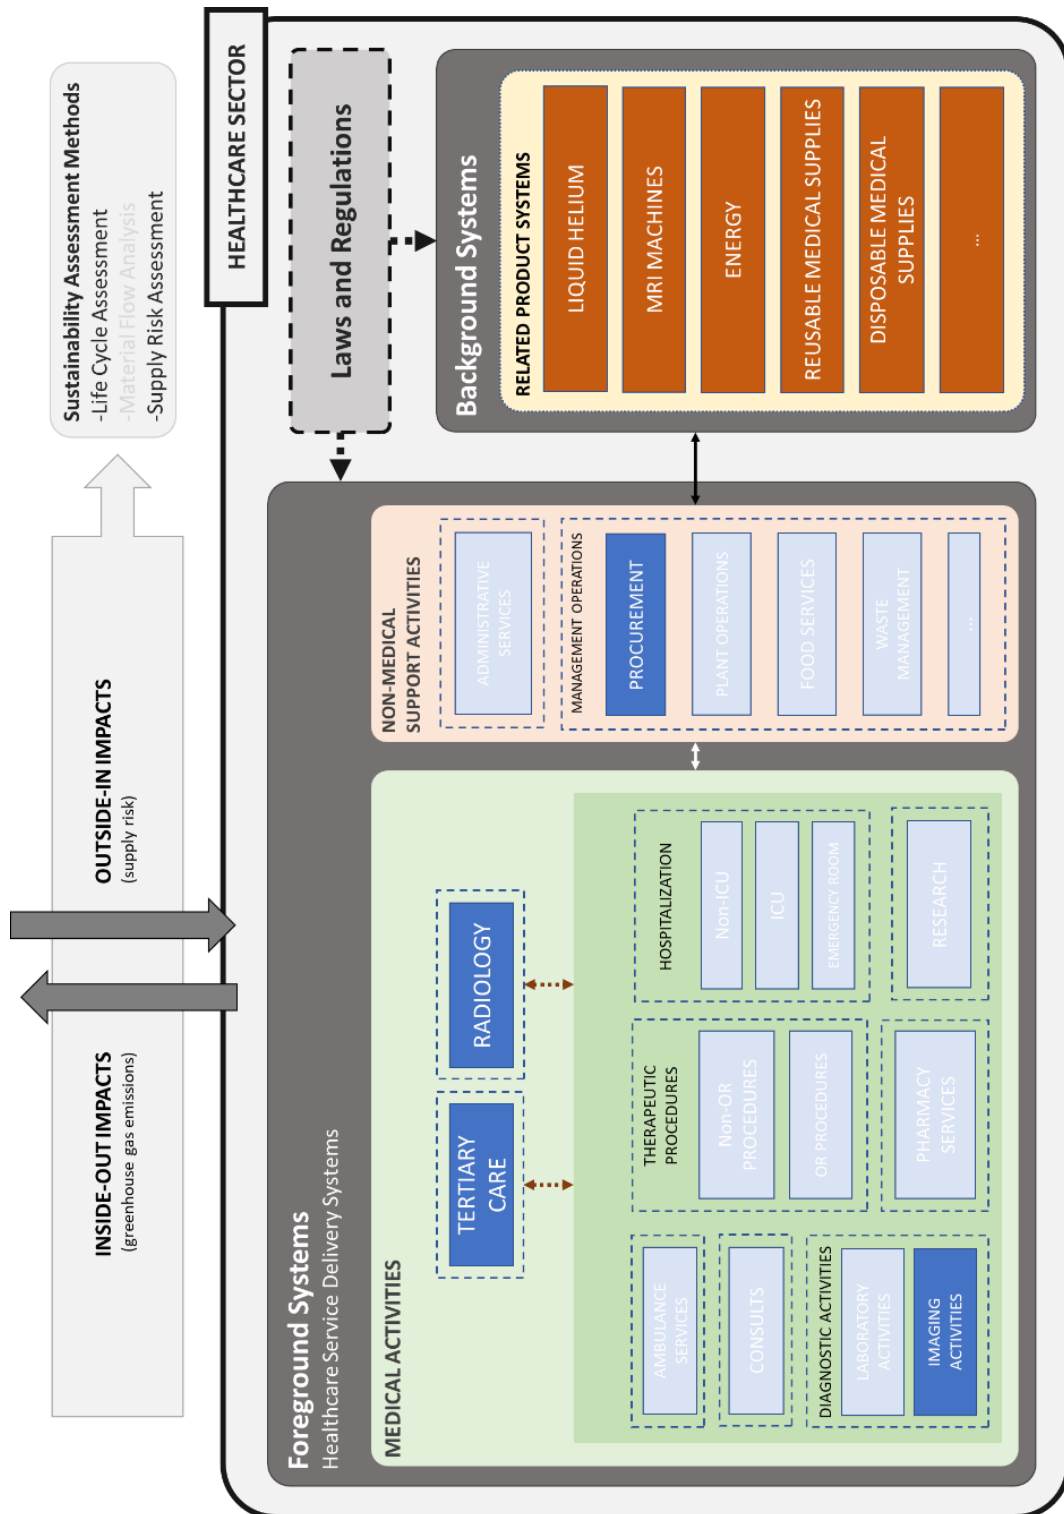 INSIDE-OUT IMPACTS
(greenhouse gas emissions)
OUTSIDE-IN IMPACTS
(supply risk)
Sustainability Assessment Methods
-Life Cycle Assessment
-Material Flow Analysis
-Supply Risk Assessment
HEALTHCARE SECTOR
Foreground Systems
Healthcare Service Delivery Systems
Laws and Regulations
MEDICAL ACTIVITIES
TERTIARY
CARE
RADIOLOGY
AMBULANCE
SERVICES
CONSULTS
DIAGNOSTIC ACTIVITIES
LABORATORY
ACTIVITIES
IMAGING
ACTIVITIES
THERAPEUTIC
PROCEDURES
Non-OR
PROCEDURES
OR PROCEDURES
PHARMACY
SERVICES
HOSPITALIZATION
Non-ICU
ICU
EMERGENCY ROOM
RESEARCH
NON-MEDICAL
SUPPORT ACTIVITIES
ADMINISTRATIVE
SERVICES
MANAGEMENT OPERATIONS
PROCUREMENT
PLANT OPERATIONS
FOOD SERVICES
WASTE
MANAGEMENT
...
Background Systems
RELATED PRODUCT SYSTEMS
LIQUID HELIUM
MRI MACHINES
ENERGY
REUSABLE MEDICAL SUPPLIES
DISPOSABLE MEDICAL
SUPPLIES
...